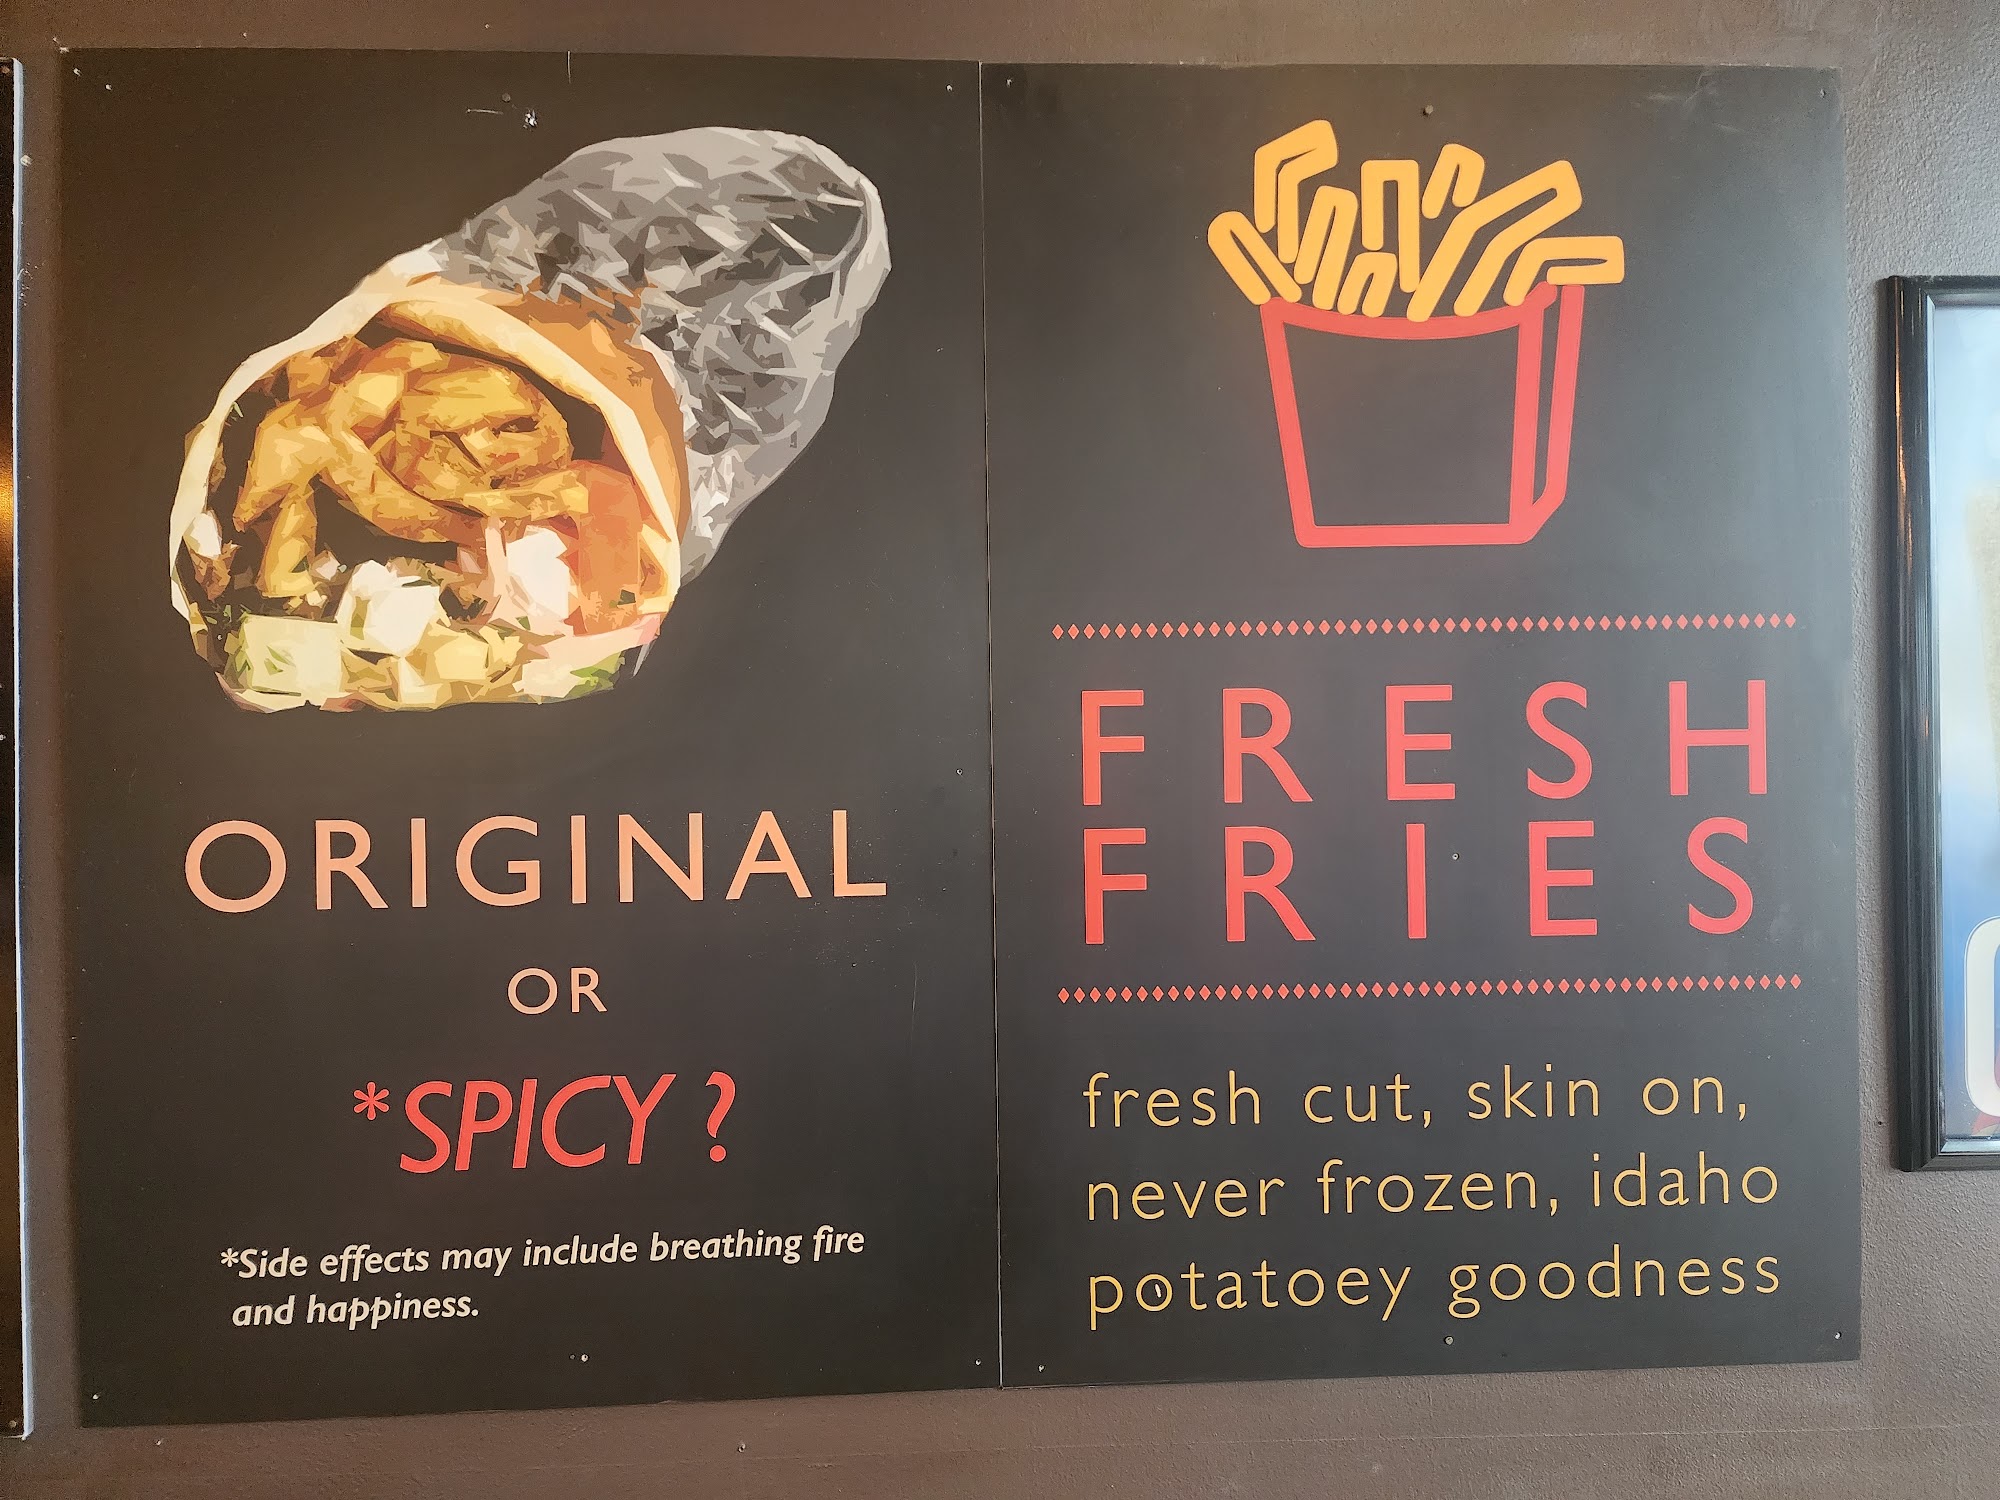 ORIGINAL
OR
*SPICY ?
*Side effects may include breathing fire
and happiness.
FRESH
FRIES
fresh cut, skin on,
never frozen, idaho
potatoey goodness